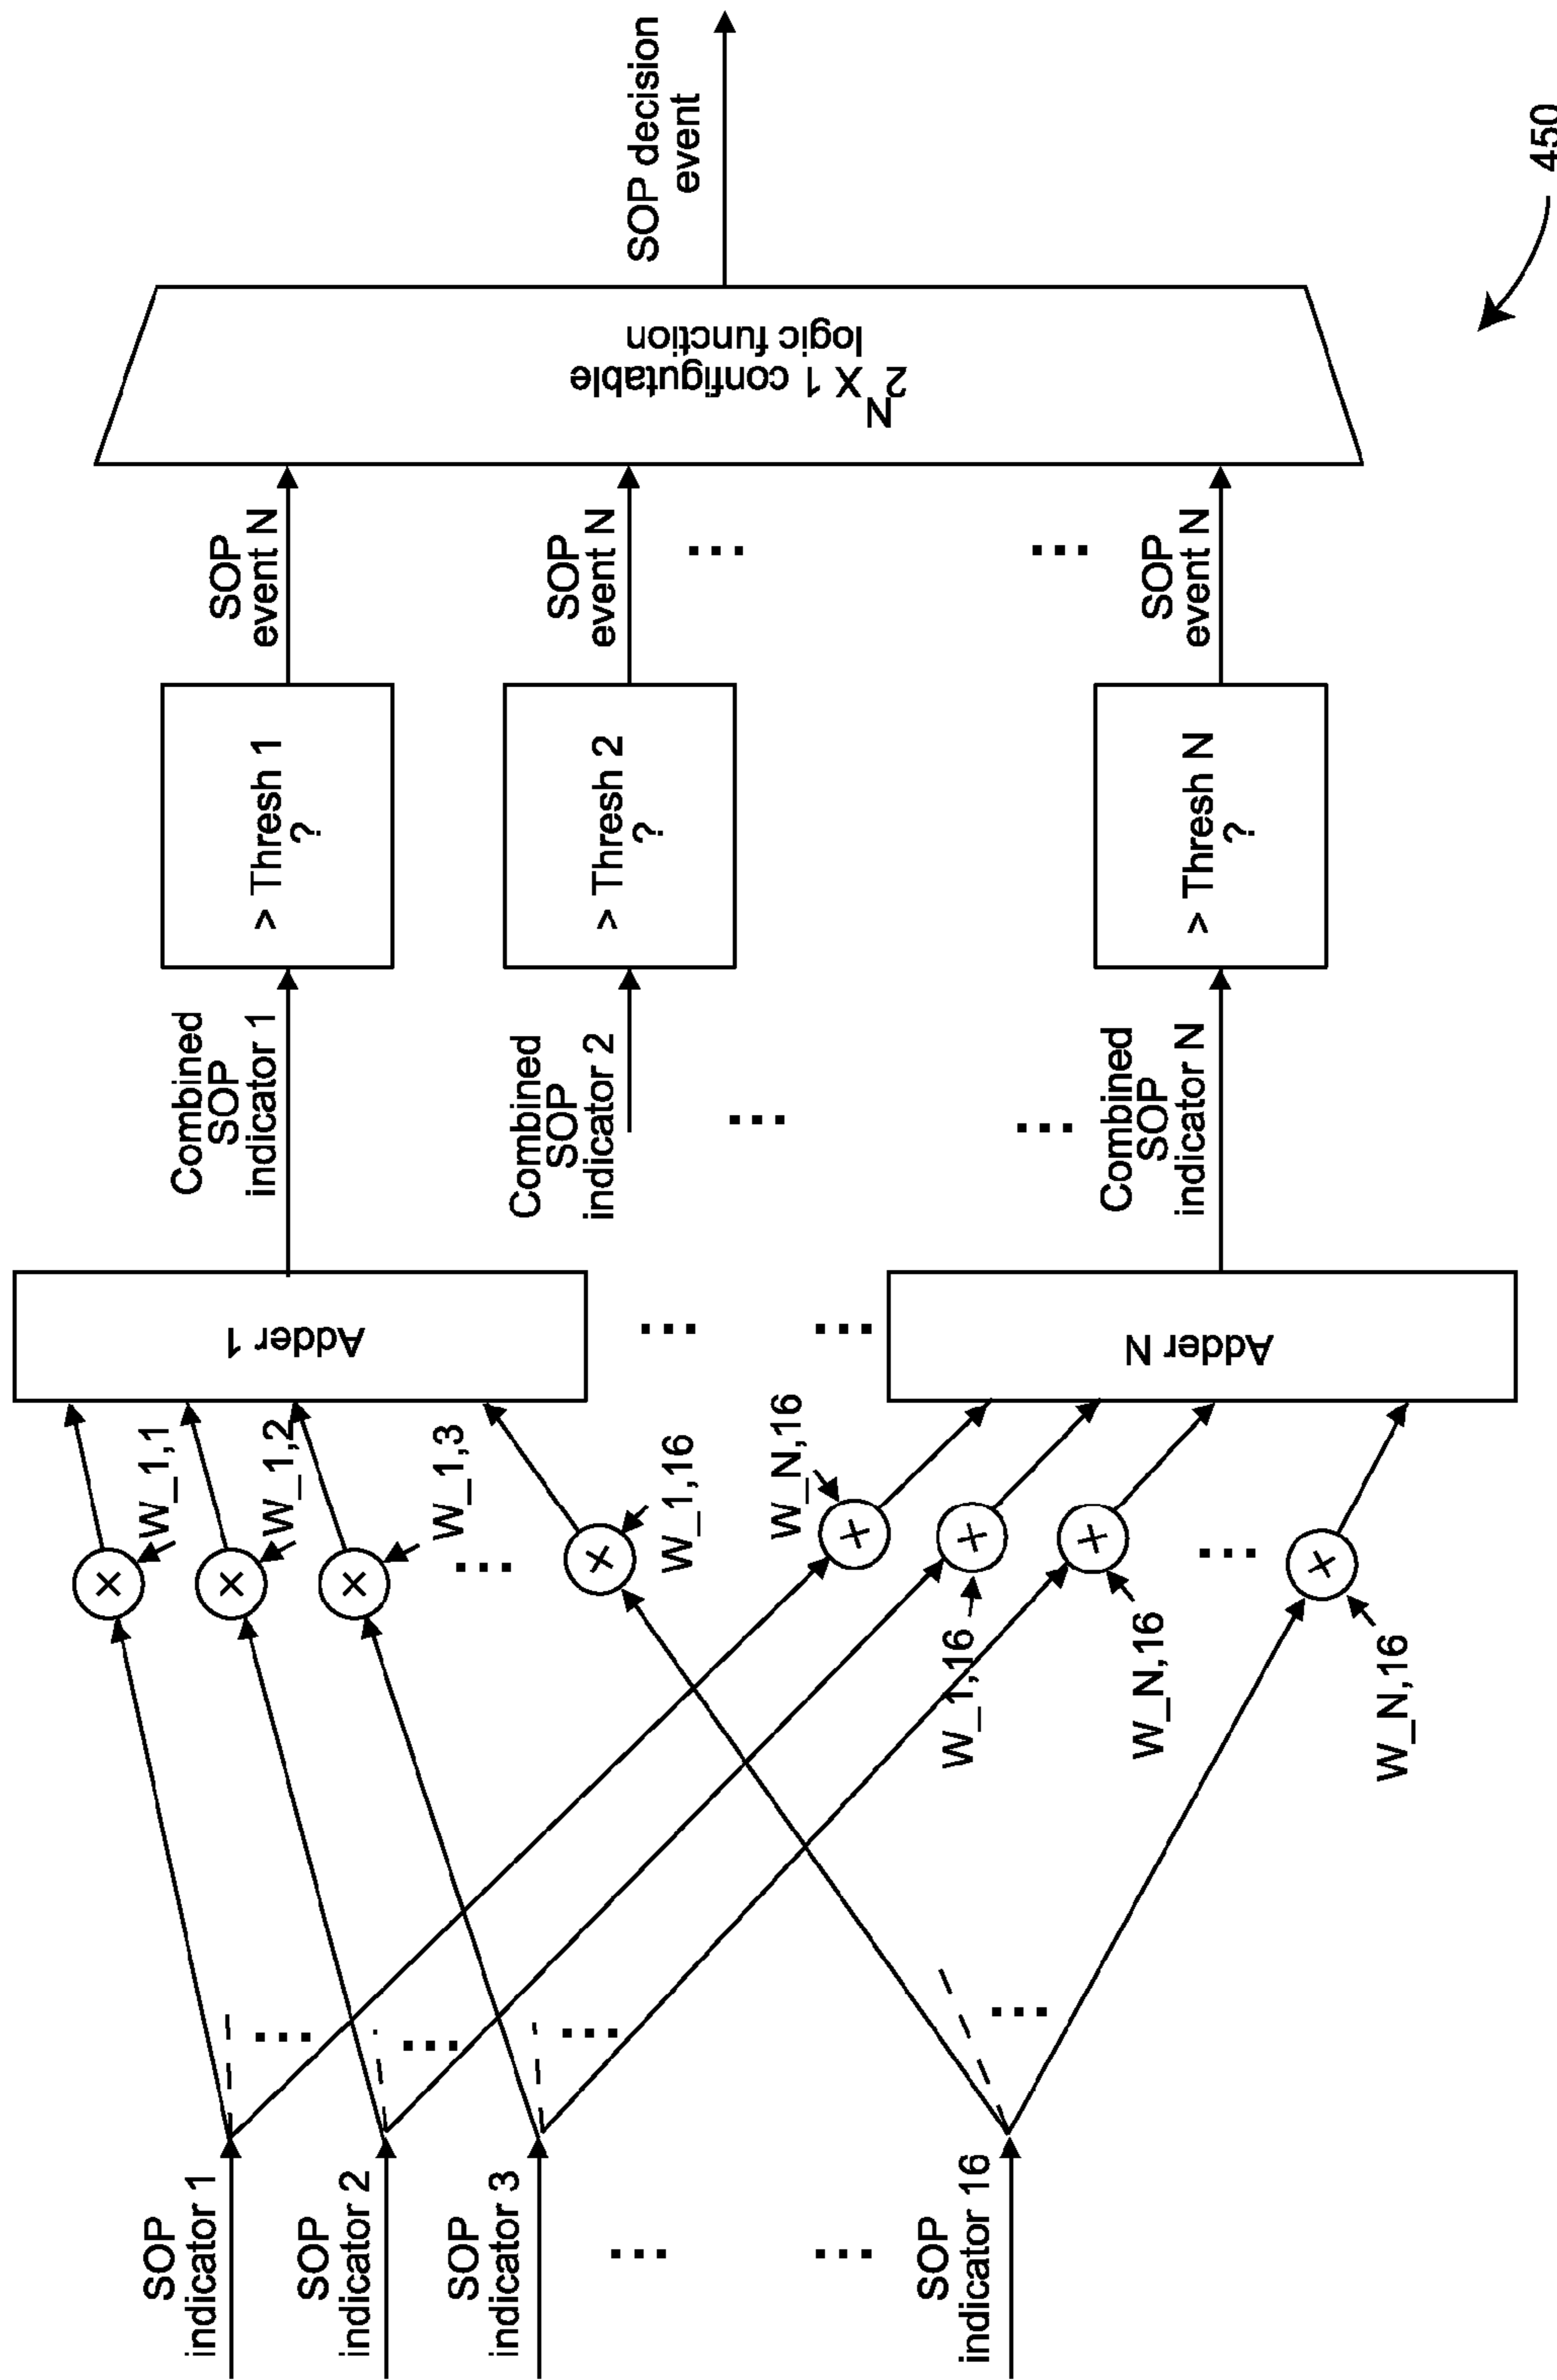 SOP
indicator 1
SOP
indicator 2
SOP
indicator 3
...
...
SOP
indicator 16
...
...
...
...
W_1,1
W_1,2
W_1,3
...
W_1,16
W_N,16
W_1,16
W_N,16
...
W_N,16
Adder 1
...
...
Adder N
Combined
SOP
indicator 1
Combined
SOP
indicator 2
...
...
Combined
SOP
indicator N
> Thresh 1
?
> Thresh 2
?
> Thresh N
?
SOP
event N
SOP
event N
...
...
SOP
event N
N
2 X 1 configutable
logic function
SOP decision
event
450